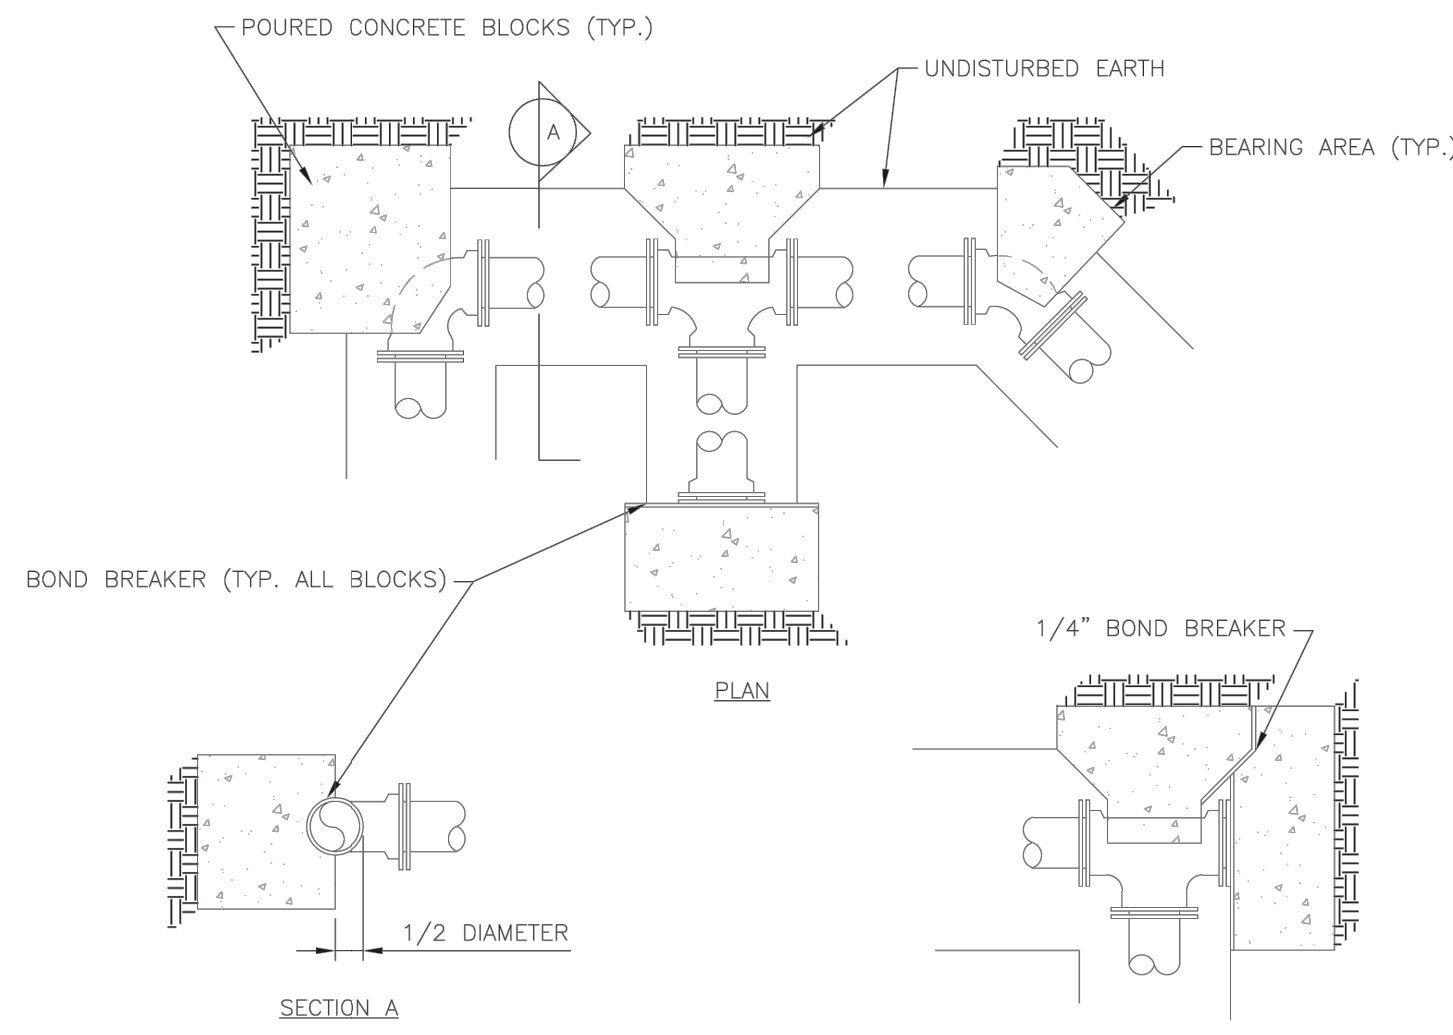 POURED CONCRETE BLOCKS (TYP.)
UNDISTURBED EARTH
A
BEARING AREA (TYP.)
BOND BREAKER (TYP. ALL BLOCKS)
1/4" BOND BREAKER
PLAN
1/2 DIAMETER
SECTION A